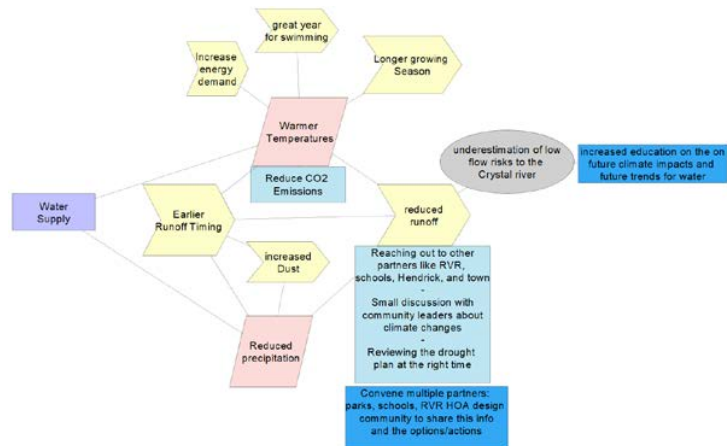 great year
for swimming
Increase
energy
demand
Longer growing
Season
Warmer
Temperatures
Reduce CO2
Emissions
underestimation of low
flow risks to the
Crystal river
increased education on the on
future climate impacts and
future trends for water
Water
Supply
Earlier
Runoff Timing
reduced
runoff
increased
Dust
Reaching out to other
partners like RVR,
schools, Hendrick, and town
-
Small discussion with
community leaders about
climate changes
-
Reviewing the drought
plan at the right time
Reduced
precipitation
Convene multiple partners:
parks, schools, RVR HOA design
community to share this info
and the options/actions